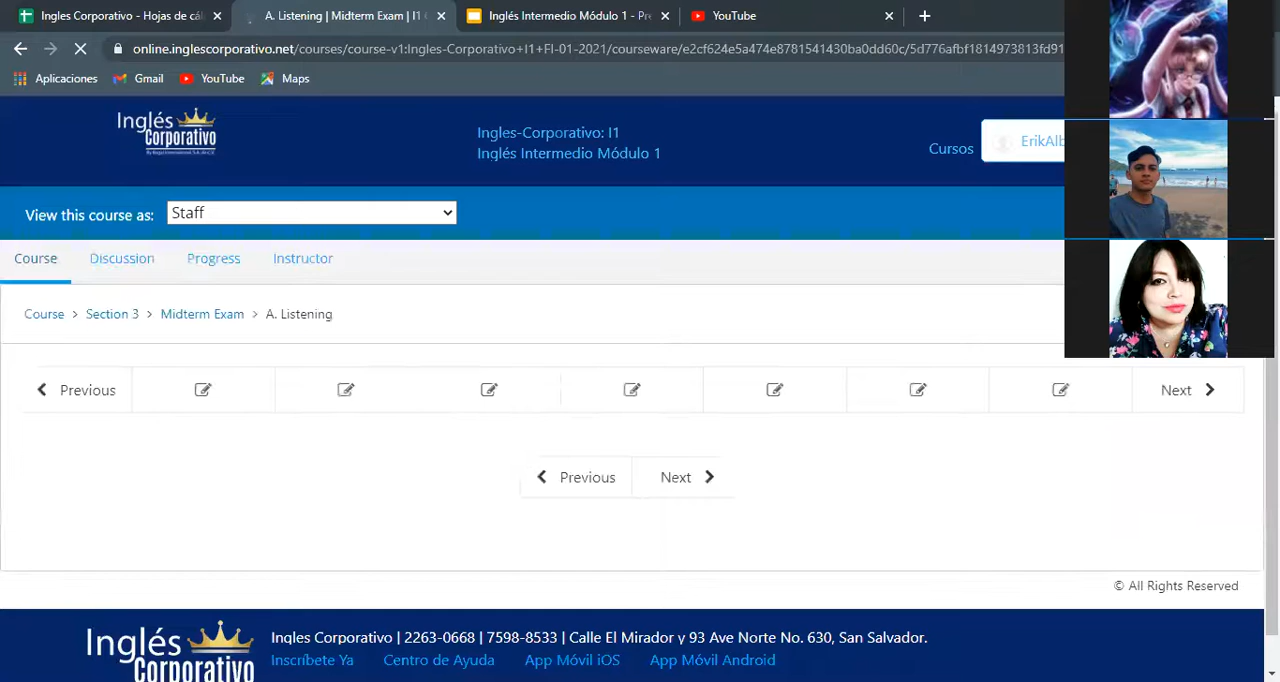 Ingles Corporativo - Hojas de cál
A. Listening | Midterm Exam | I1
Inglés Intermedio Módulo 1 - Pre
YouTube
online.inglescorporativo.net/courses/course-v1:Ingles-Corporativo+I1+FI-01-2021/courseware/e2cf624e5a474e8781541430ba0dd60c/5d776afbf1814973813fd91
Aplicaciones
Gmail
YouTube
Maps
Inglés
Corporativo
Ingles-Corporativo: I1
Inglés Intermedio Módulo 1
Cursos
ErikAlb
View this course as:
Staff
Course
Discussion
Progress
Instructor
Course > Section 3 > Midterm Exam > A. Listening
Previous
Next
Previous
Next
© All Rights Reserved
Inglés
Corporativo
Ingles Corporativo | 2263-0668 | 7598-8533 | Calle El Mirador y 93 Ave Norte No. 630, San Salvador.
Inscríbete Ya
Centro de Ayuda
App Móvil iOS
App Móvil Android